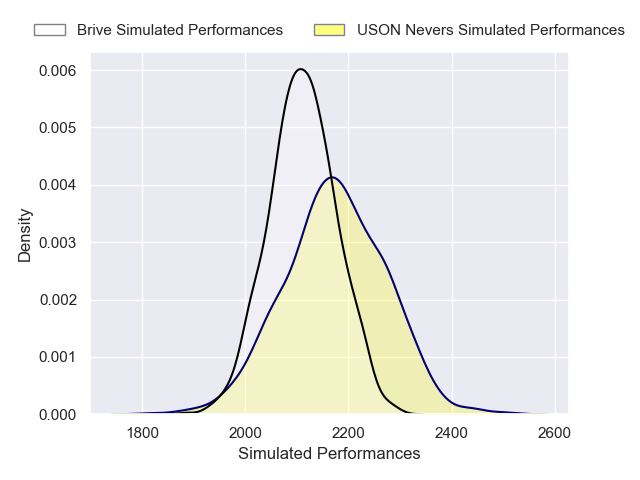 Brive Simulated Performances USON Nevers Simulated Performances
0.006
0.005
0.004
0.003
0.002
0.001
0.000
Density
1800 2000 2200 2400 2600
Simulated Performances